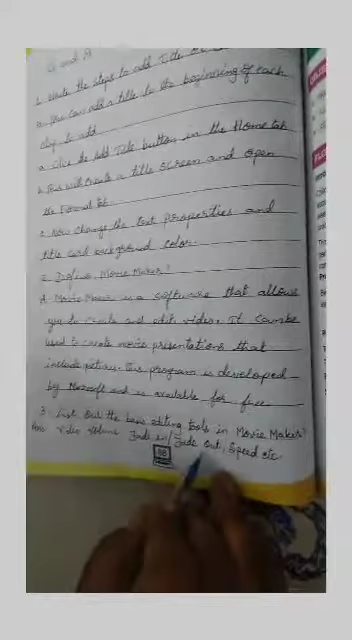 Q and A
1. Write the steps to add Title
a. You can add a title to the beginning of each
clip to add
a. Click the Add Title button in the Home tab
b. This will create a title screen and open
the Format tab.
c. Now change the text properties and
title card background color.
2. Define Movie Maker?
A. Movie Maker is a software that allows
you to create and edit video. It can be
used to create movie presentations that
include pictures. This program is developed
by Microsoft and is available for free
3. List out the basic editing tools in Movie Maker?
Ans. Video volume Fade in/Fade out, Speed etc.
58